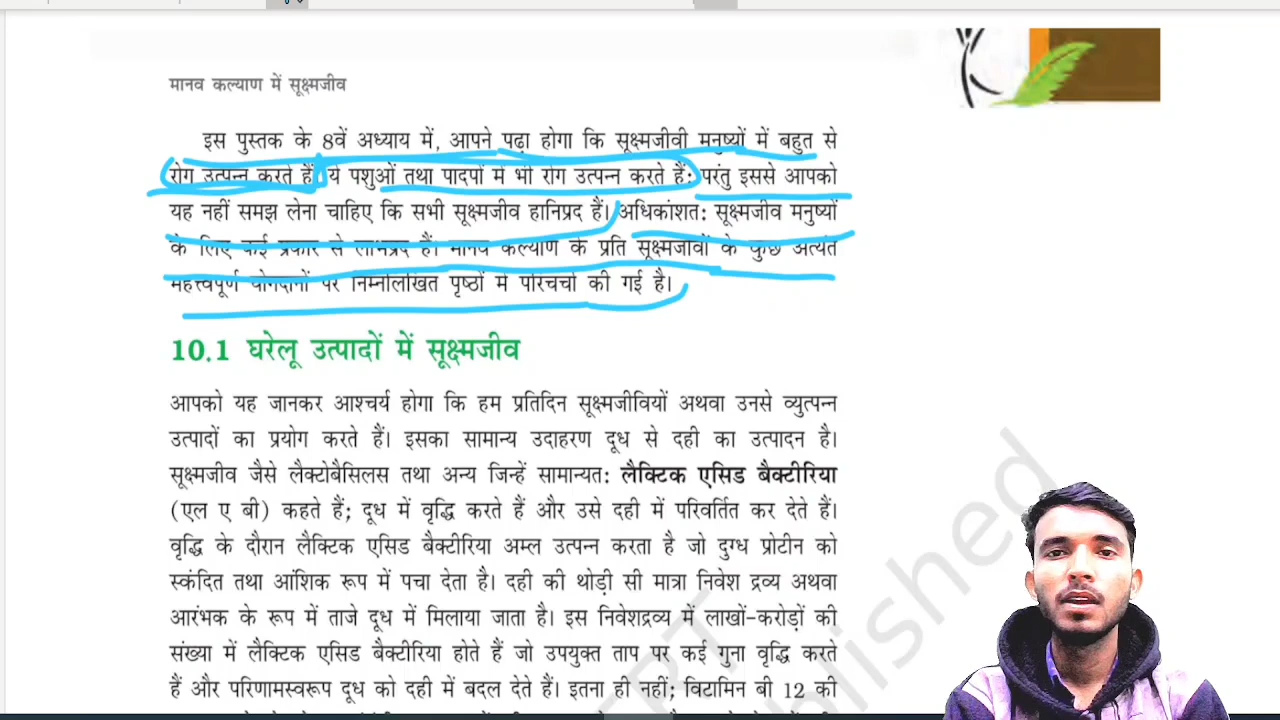 मानव कल्याण में सूक्ष्मजीव
इस पुस्तक के 8वें अध्याय में, आपने पढ़ा होगा कि सूक्ष्मजीवी मनुष्यों में बहुत से
रोग उत्पन्न करते हैं। ये पशुओं तथा पादपों में भी रोग उत्पन्न करते हैं; परंतु इससे आपको
यह नहीं समझ लेना चाहिए कि सभी सूक्ष्मजीव हानिप्रद हैं। अधिकांशतः सूक्ष्मजीव मनुष्यों
के लिए कई प्रकार से लाभप्रद हैं। मानव कल्याण के प्रति सूक्ष्मजीवों के कुछ अत्यंत
महत्त्वपूर्ण योगदानों पर निम्नलिखित पृष्ठों में परिचर्चा की गई है।
10.1 घरेलू उत्पादों में सूक्ष्मजीव
आपको यह जानकर आश्चर्य होगा कि हम प्रतिदिन सूक्ष्मजीवियों अथवा उनसे व्युत्पन्न
उत्पादों का प्रयोग करते हैं। इसका सामान्य उदाहरण दूध से दही का उत्पादन है।
सूक्ष्मजीव जैसे लैक्टोबैसिलस तथा अन्य जिन्हें सामान्यतः लैक्टिक एसिड बैक्टीरिया
(एल ए बी) कहते हैं; दूध में वृद्धि करते हैं और उसे दही में परिवर्तित कर देते हैं।
वृद्धि के दौरान लैक्टिक एसिड बैक्टीरिया अम्ल उत्पन्न करता है जो दुग्ध प्रोटीन को
स्कंदित तथा आंशिक रूप में पचा देता है। दही की थोड़ी सी मात्रा निवेश द्रव्य अथवा
आरंभक के रूप में ताजे दूध में मिलाया जाता है। इस निवेशद्रव्य में लाखों-करोड़ों की
संख्या में लैक्टिक एसिड बैक्टीरिया होते हैं जो उपयुक्त ताप पर कई गुना वृद्धि करते
हैं और परिणामस्वरूप दूध को दही में बदल देते हैं। इतना ही नहीं; विटामिन बी 12 की